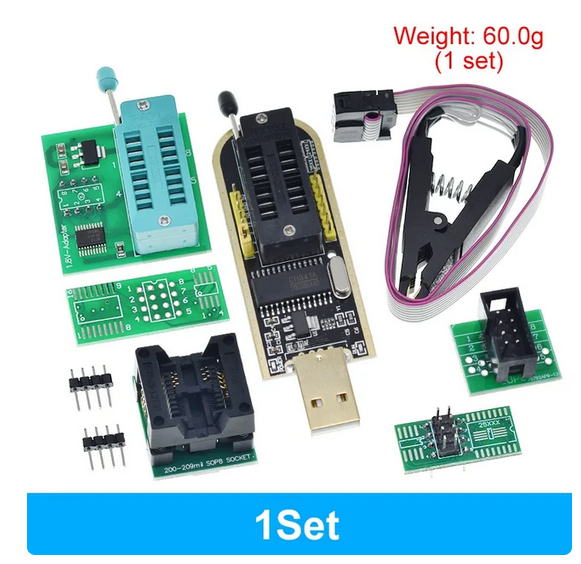 Weight: 60.0g
(1 set)
1.8V-Adapter
200-209mil SOP8 SOCKET
25XXX
1Set